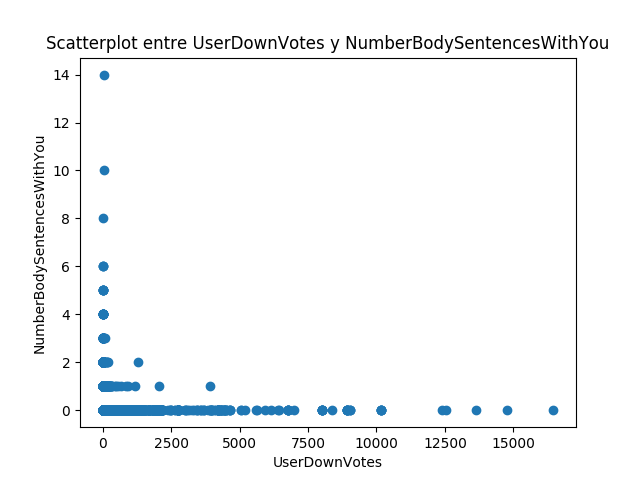 Scatterplot entre UserDownVotes y NumberBodySentencesWithYou
NumberBodySentencesWithYou
14
12
10
8
6
4
2
0
0 2500 5000 7500 10000 12500 15000
UserDownVotes